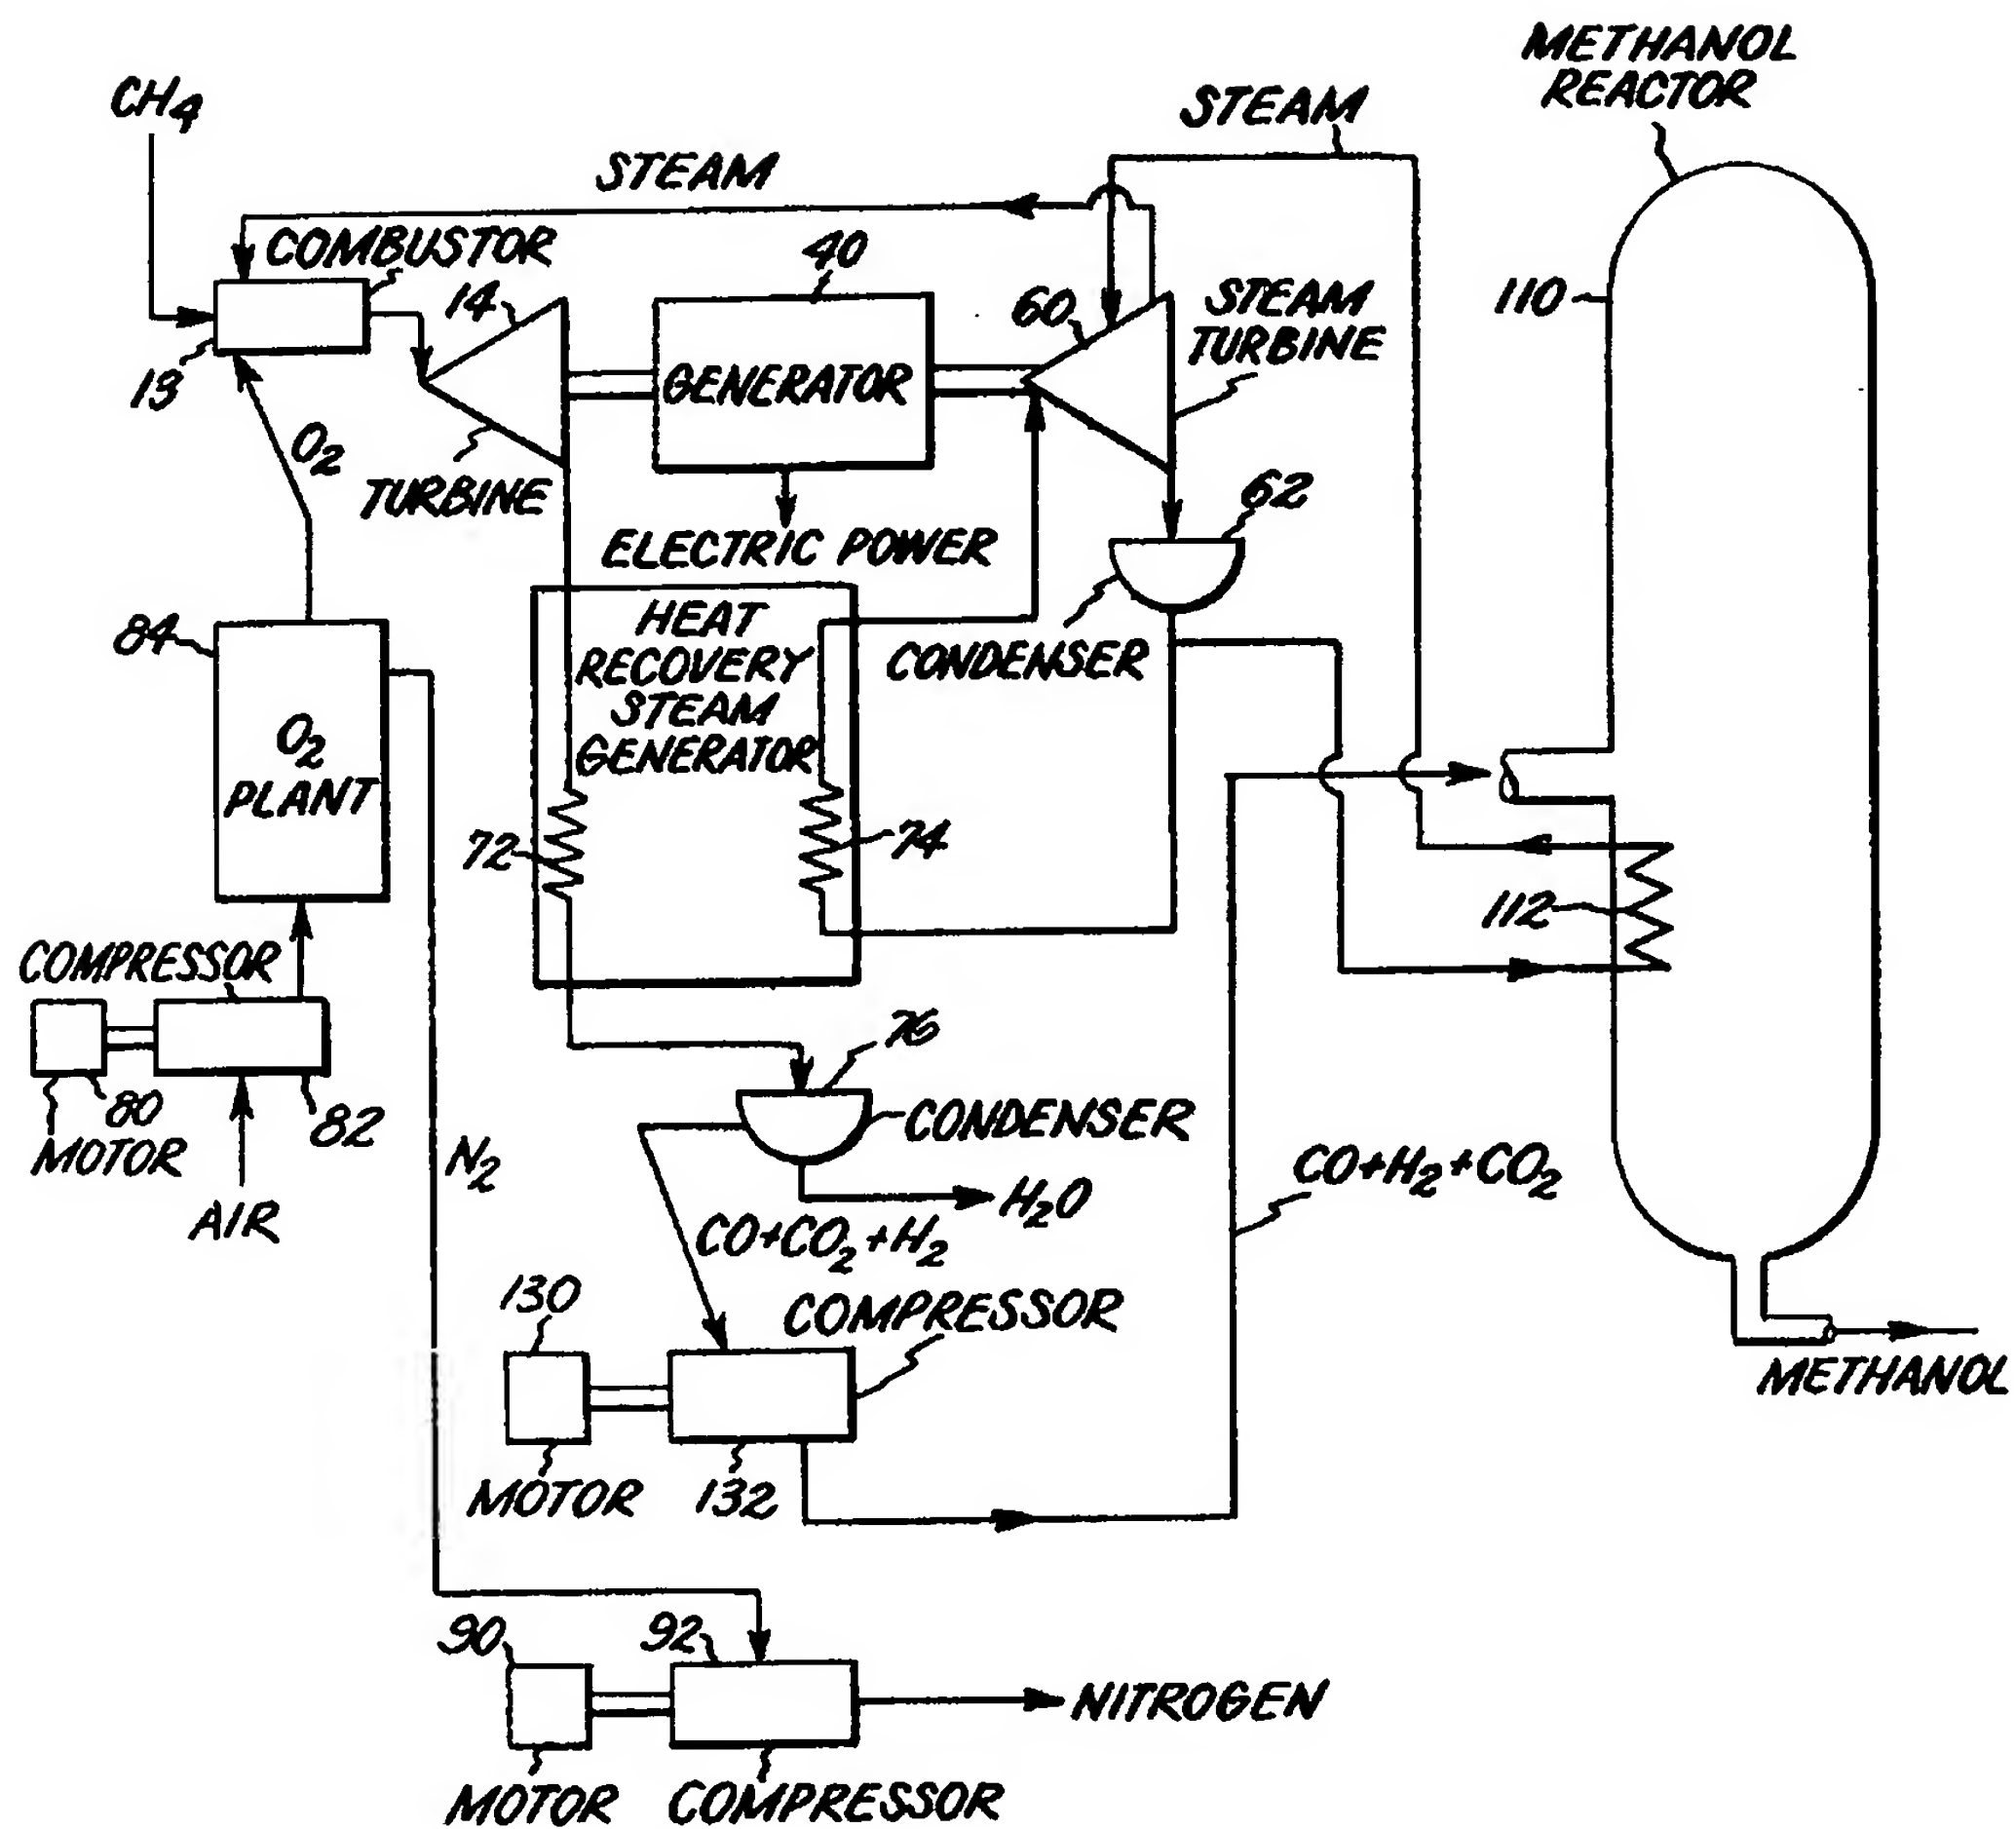 METHANOL
REACTOR
CH4
STEAM
STEAM
COMBUSTOR
40
14
60
STEAM
TURBINE
110
GENERATOR
13
O2
TURBINE
62
ELECTRIC POWER
84
HEAT
RECOVERY
STEAM
GENERATOR
CONDENSER
O2
PLANT
72
74
112
COMPRESSOR
76
80
82
MOTOR
CONDENSER
N2
CO+H2+CO2
AIR
H2O
CO+CO2+H2
130
COMPRESSOR
METHANOL
MOTOR
132
90
92
NITROGEN
MOTOR
COMPRESSOR